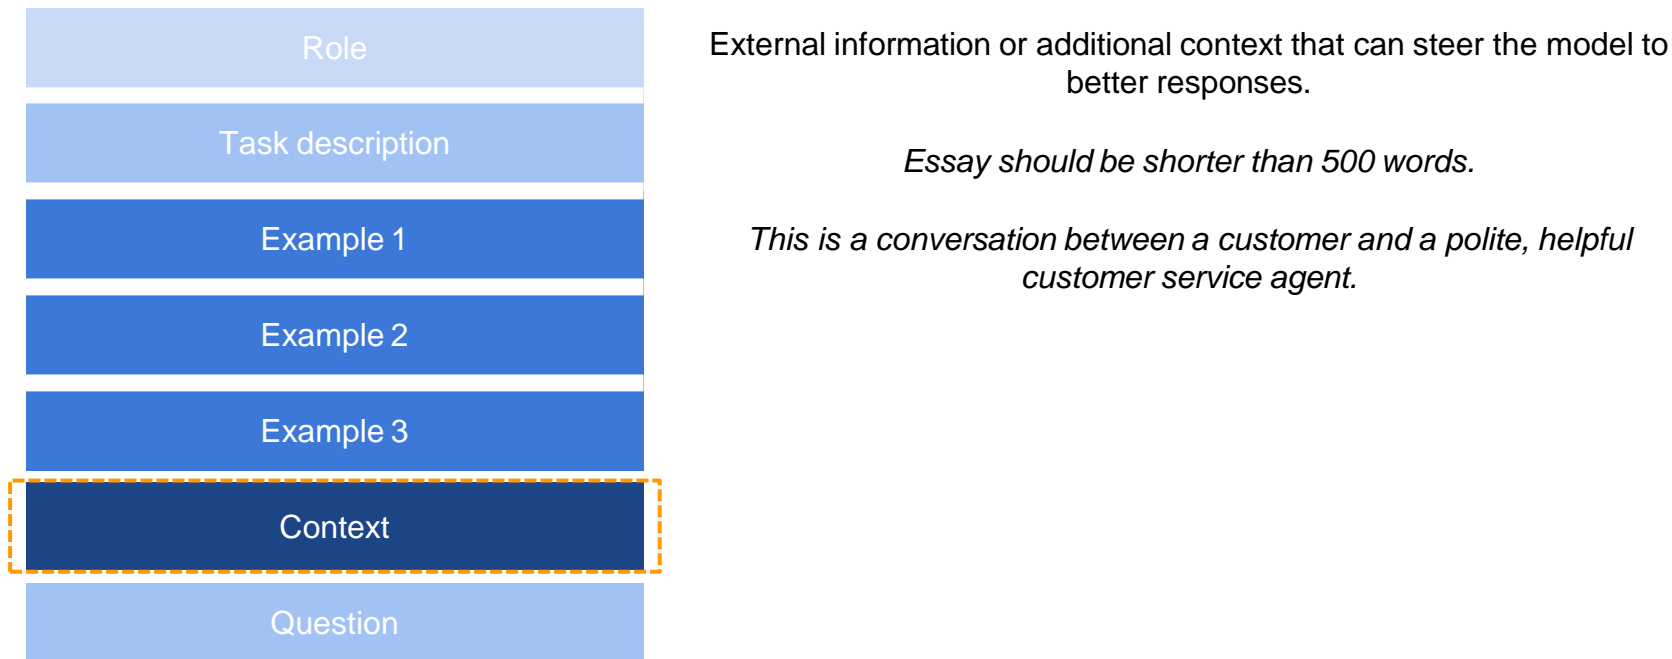 Role
Task description
Example 1
Example 2
Example 3
Context
Question
External information or additional context that can steer the model to
better responses.
Essay should be shorter than 500 words.
This is a conversation between a customer and a polite, helpful
customer service agent.